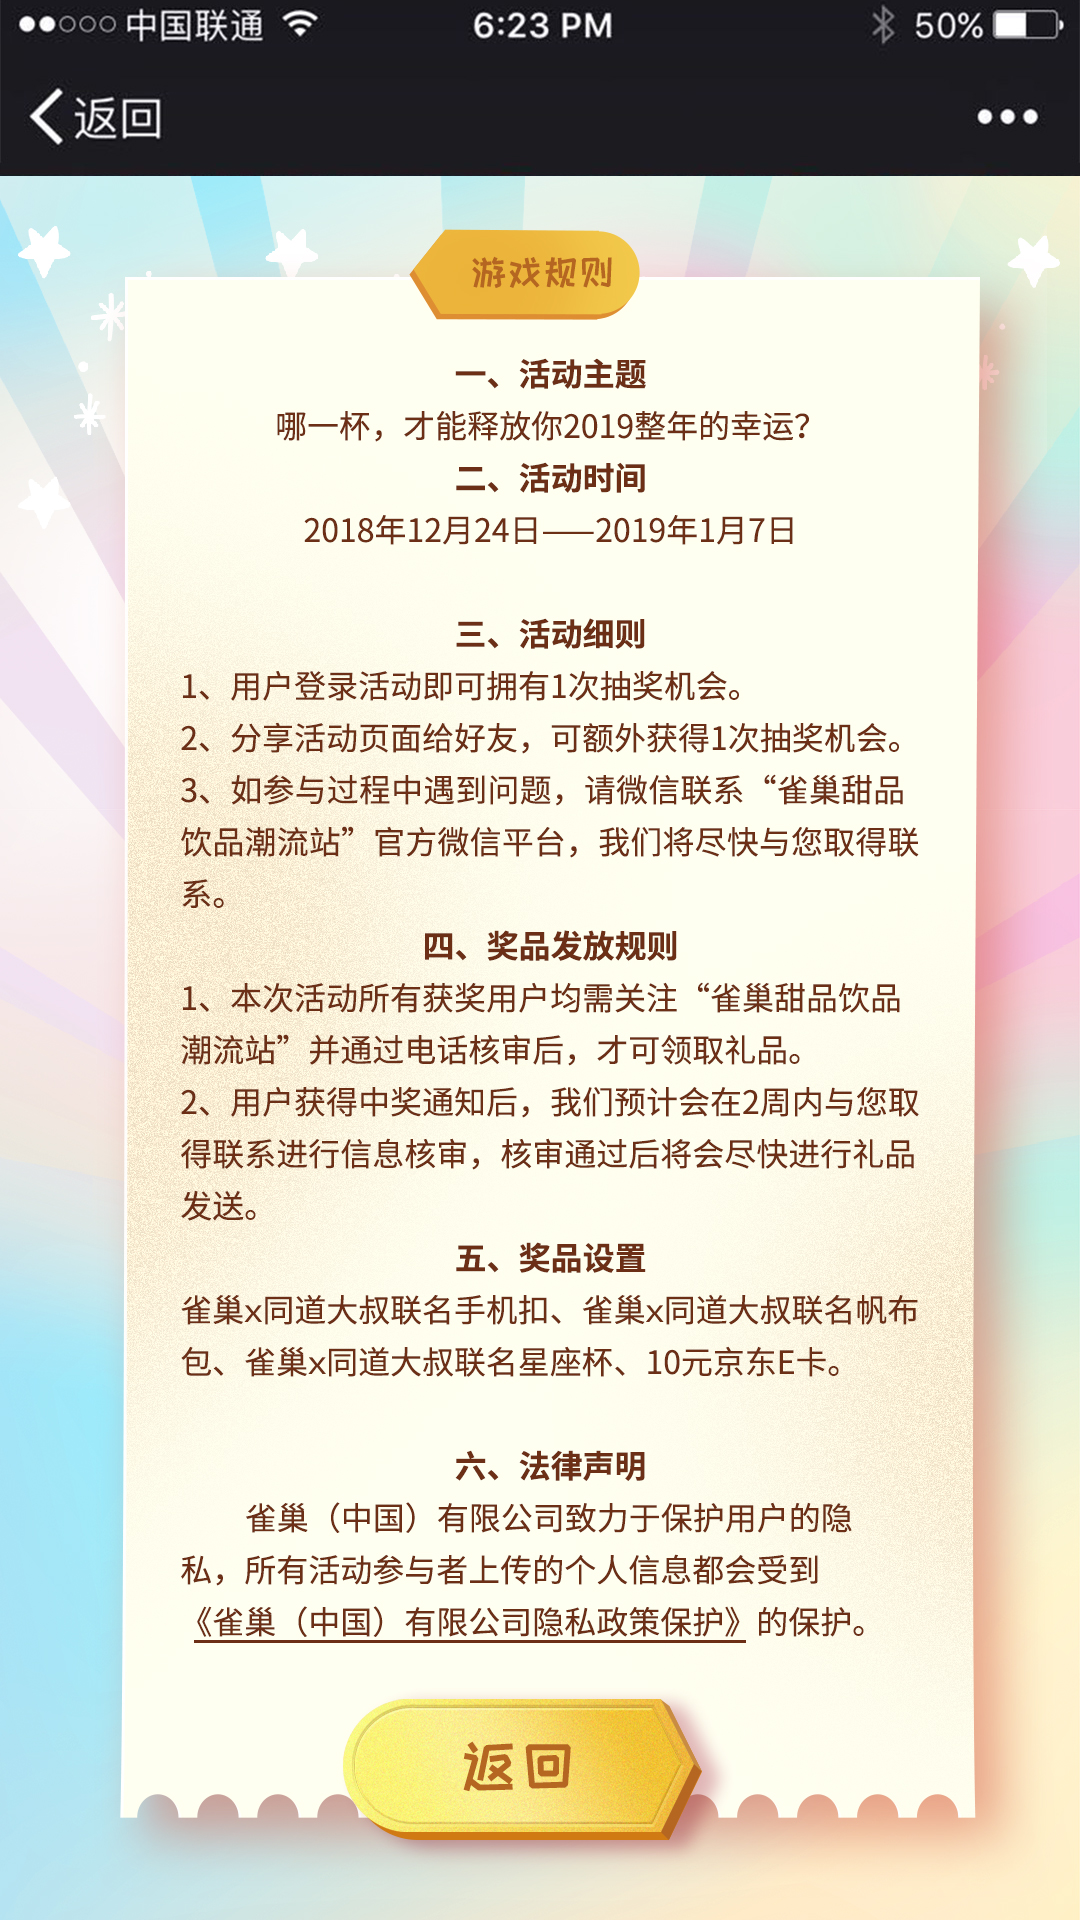 中国联通
6:23 PM
50%
返回
游戏规则
一、活动主题
哪一杯，才能释放你2019整年的幸运？
二、活动时间
2018年12月24日——2019年1月7日
三、活动细则
1、用户登录活动即可拥有1次抽奖机会。
2、分享活动页面给好友，可额外获得1次抽奖机会。
3、如参与过程中遇到问题，请微信联系“雀巢甜品
饮品潮流站”官方微信平台，我们将尽快与您取得联
系。
四、奖品发放规则
1、本次活动所有获奖用户均需关注“雀巢甜品饮品
潮流站”并通过电话核审后，才可领取礼品。
2、用户获得中奖通知后，我们预计会在2周内与您取
得联系进行信息核审，核审通过后将会尽快进行礼品
发送。
五、奖品设置
雀巢x同道大叔联名手机扣、雀巢x同道大叔联名帆布
包、雀巢x同道大叔联名星座杯、10元京东E卡。
六、法律声明
雀巢（中国）有限公司致力于保护用户的隐
私，所有活动参与者上传的个人信息都会受到
《雀巢（中国）有限公司隐私政策保护》的保护。
返回